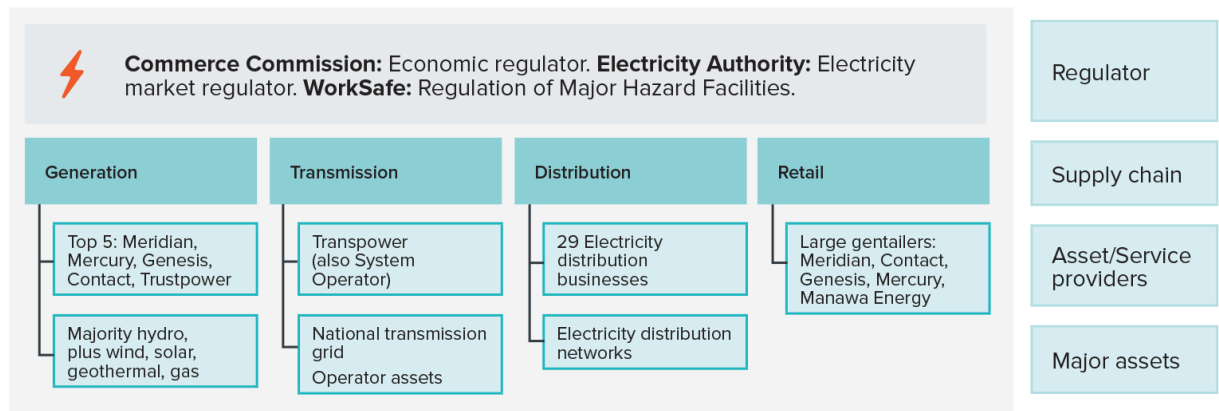 Commerce Commission: Economic regulator. Electricity Authority: Electricity
market regulator. WorkSafe: Regulation of Major Hazard Facilities.
Regulator
Generation
Transmission
Distribution
Retail
Supply chain
Top 5: Meridian,
Mercury, Genesis,
Contact, Trustpower
Transpower
(also System
Operator)
29 Electricity
distribution
businesses
Large gentailers:
Meridian, Contact,
Genesis, Mercury,
Manawa Energy
Asset/Service
providers
Majority hydro,
plus wind, solar,
geothermal, gas
National transmission
grid
Operator assets
Electricity distribution
networks
Major assets